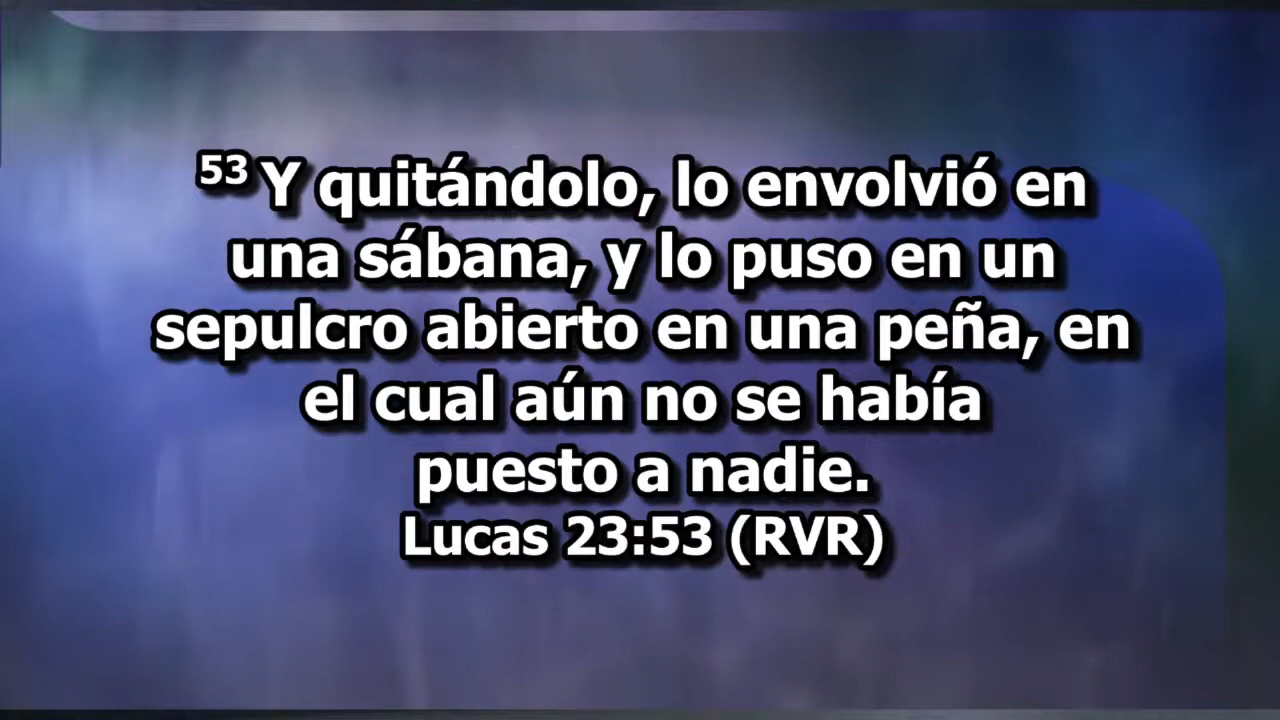 53 Y quitándolo, lo envolvió en
una sábana, y lo puso en un
sepulcro abierto en una peña, en
el cual aún no se había
puesto a nadie.
Lucas 23:53 (RVR)